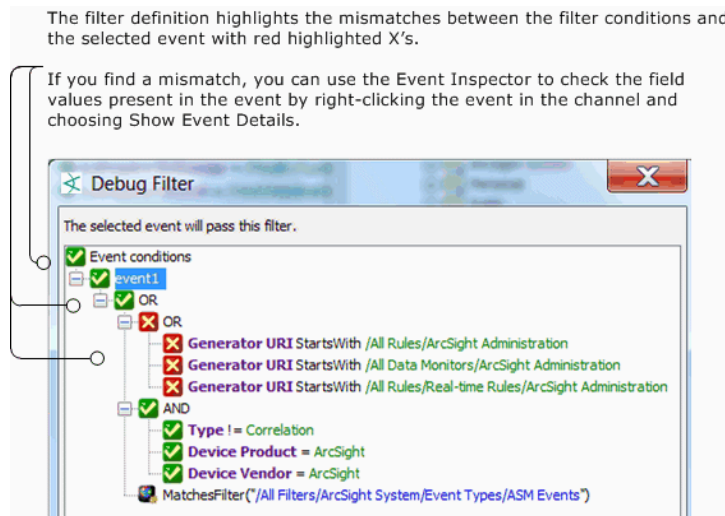 The filter definition highlights the mismatches between the filter conditions and
the selected event with red highlighted X's.
If you find a mismatch, you can use the Event Inspector to check the field
values present in the event by right-clicking the event in the channel and
choosing Show Event Details.
Debug Filter
The selected event will pass this filter.
Event conditions
event1
OR
OR
Generator URI StartsWith /All Rules/ArcSight Administration
Generator URI StartsWith /All Data Monitors/ArcSight Administration
Generator URI StartsWith /All Rules/Real-time Rules/ArcSight Administration
AND
Type != Correlation
Device Product = ArcSight
Device Vendor = ArcSight
MatchesFilter("/All Filters/ArcSight System/Event Types/ASM Events")